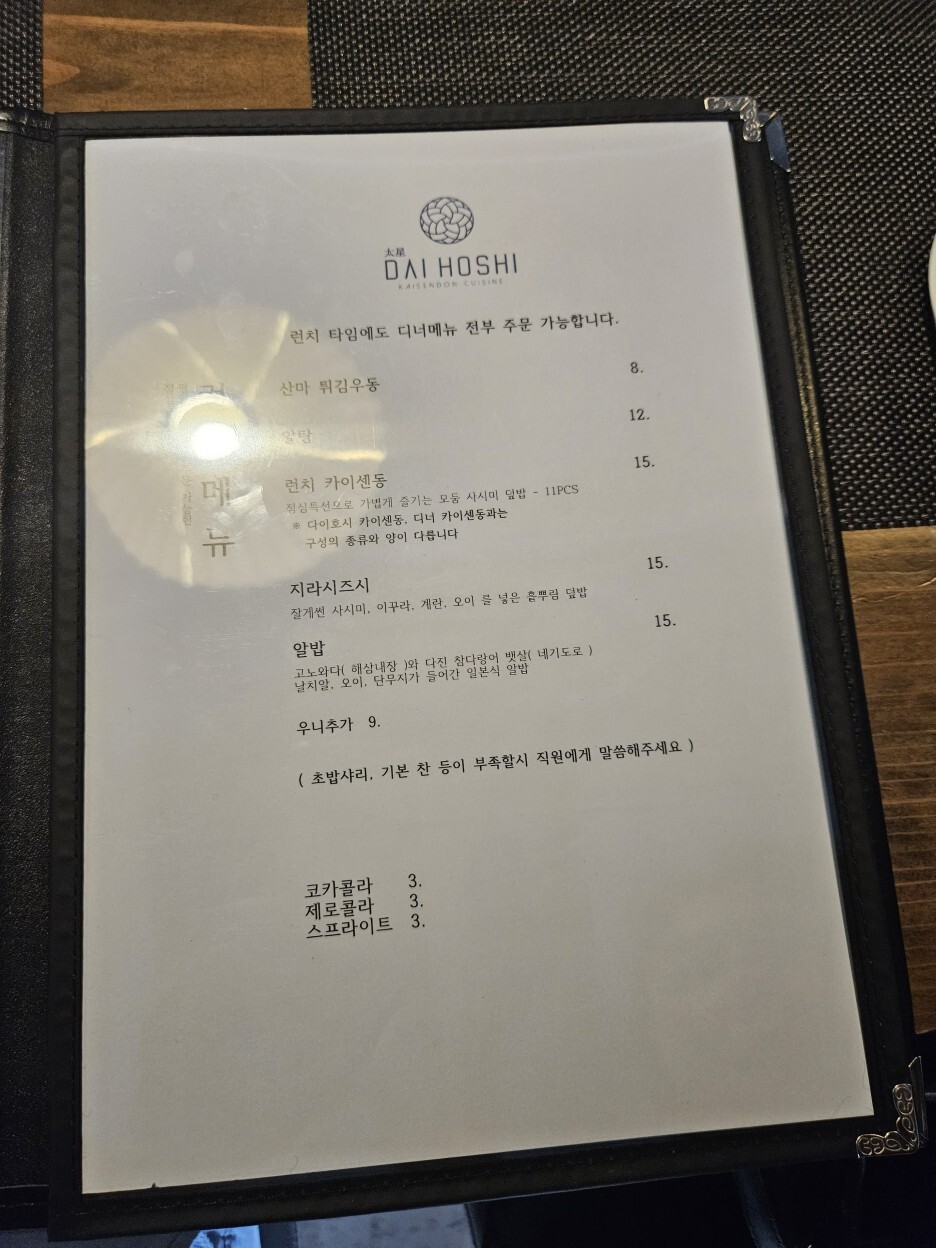 太星
DAI HOSHI
KAISENDON CUISINE
런치 타임에도 디너메뉴 전부 주문 가능합니다.
메
뉴
산마 튀김우동 8.
알탕 12.
런치 카이센동 15.
점심특선으로 가볍게 즐기는 모둠 사시미 덮밥 - 11PCS
※ 다이호시 카이센동, 디너 카이센동과는
구성의 종류와 양이 다릅니다
지라시즈시 15.
잘게썬 사시미, 이꾸라, 계란, 오이 를 넣은 흩뿌림 덮밥
알밥 15.
고노와다( 해삼내장 )와 다진 참다랑어 뱃살( 네기도로 )
날치알, 오이, 단무지가 들어간 일본식 알밥
우니추가 9.
( 초밥샤리, 기본 찬 등이 부족할시 직원에게 말씀해주세요 )
코카콜라 3.
제로콜라 3.
스프라이트 3.